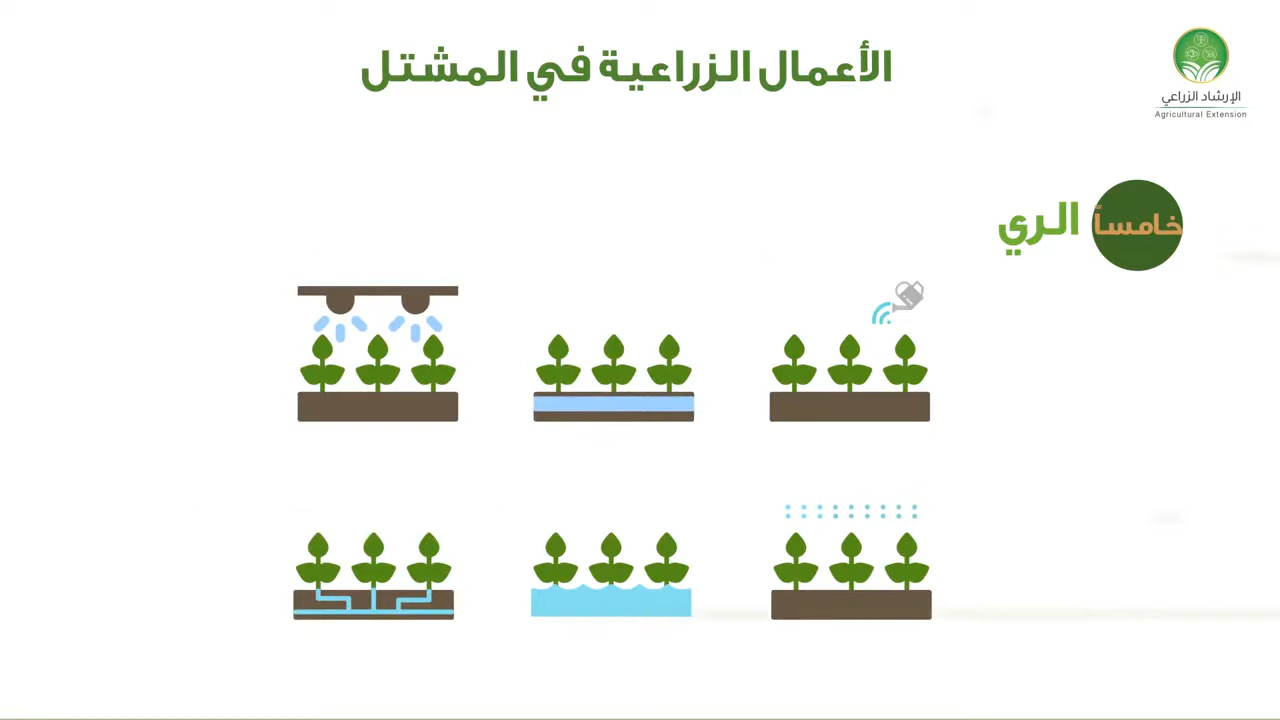 الأعمال الزراعية في المشتل
الإرشاد الزراعي
Agricultural Extension
خامساً الري